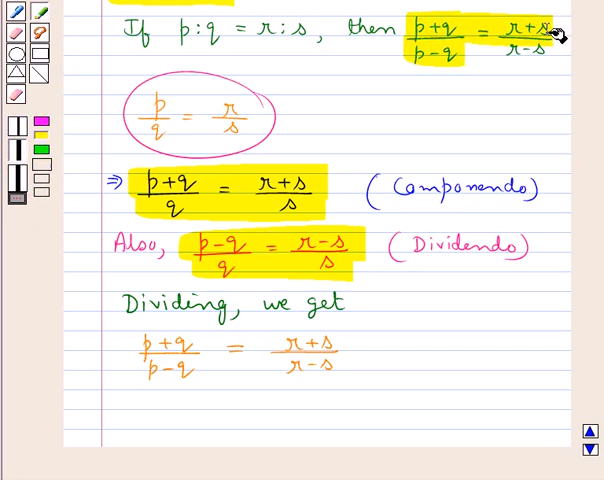 If p : q = r : s, then p+q/p-q = r+s/r-s
p/q = r/s
⇒ p+q/q = r+s/s (Componendo)
Also, p-q/q = r-s/s (Dividendo)
Dividing, we get
p+q/p-q = r+s/r-s